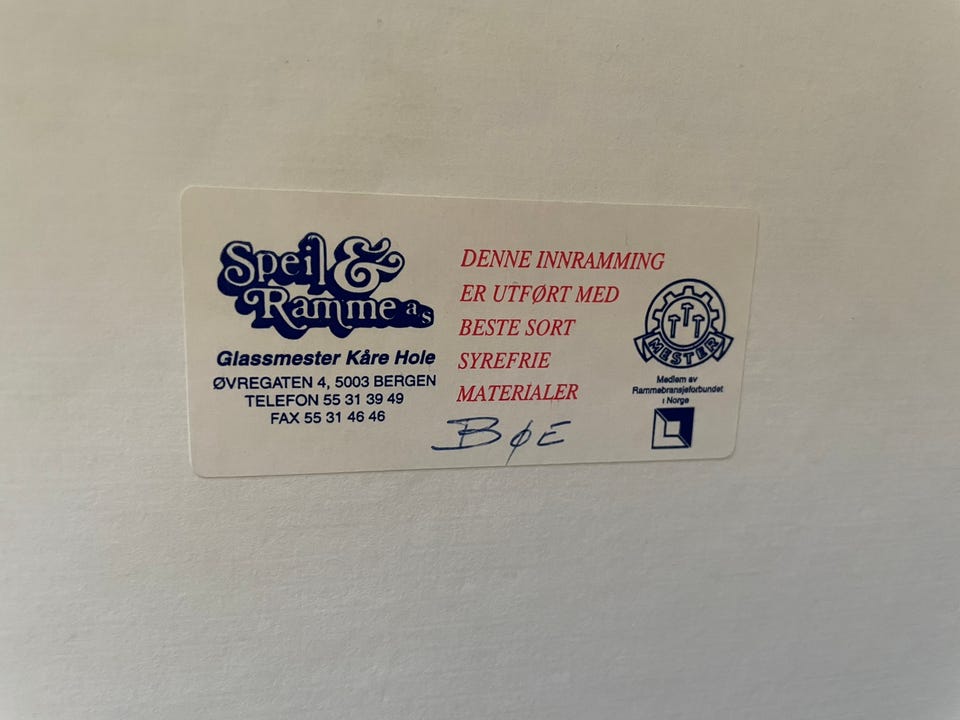 Speil &
Ramme as
Glassmester Kåre Hole
ØVREGATEN 4, 5003 BERGEN
TELEFON 55 31 39 49
FAX 55 31 46 46
DENNE INNRAMMING
ER UTFØRT MED
BESTE SORT
SYREFRIE
MATERIALER
BØE
MESTER
Medlem av
Rammebransjeforbundet
i Norge